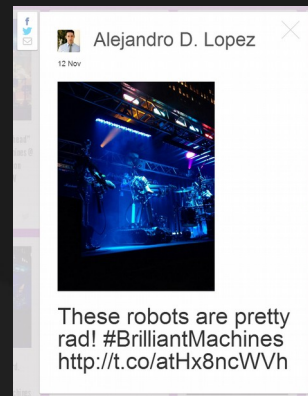 Alejandro D. Lopez
12 Nov
These robots are pretty
rad! #BrilliantMachines
http://t.co/atHx8ncWVh